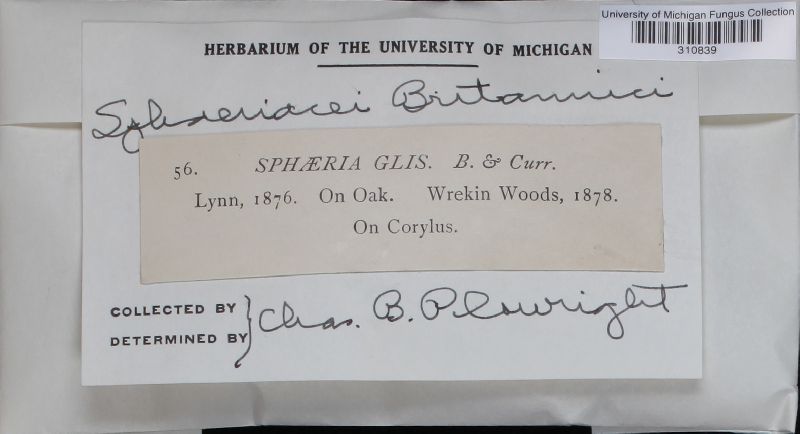 University of Michigan Fungus Collection
310839
HERBARIUM OF THE UNIVERSITY OF MICHIGAN
Sphaeriacei Britannici
56. SPHÆRIA GLIS. B. & Curr.
Lynn, 1876. On Oak. Wrekin Woods, 1878.
On Corylus.
COLLECTED BY
DETERMINED BY
Chas. B. Plowright